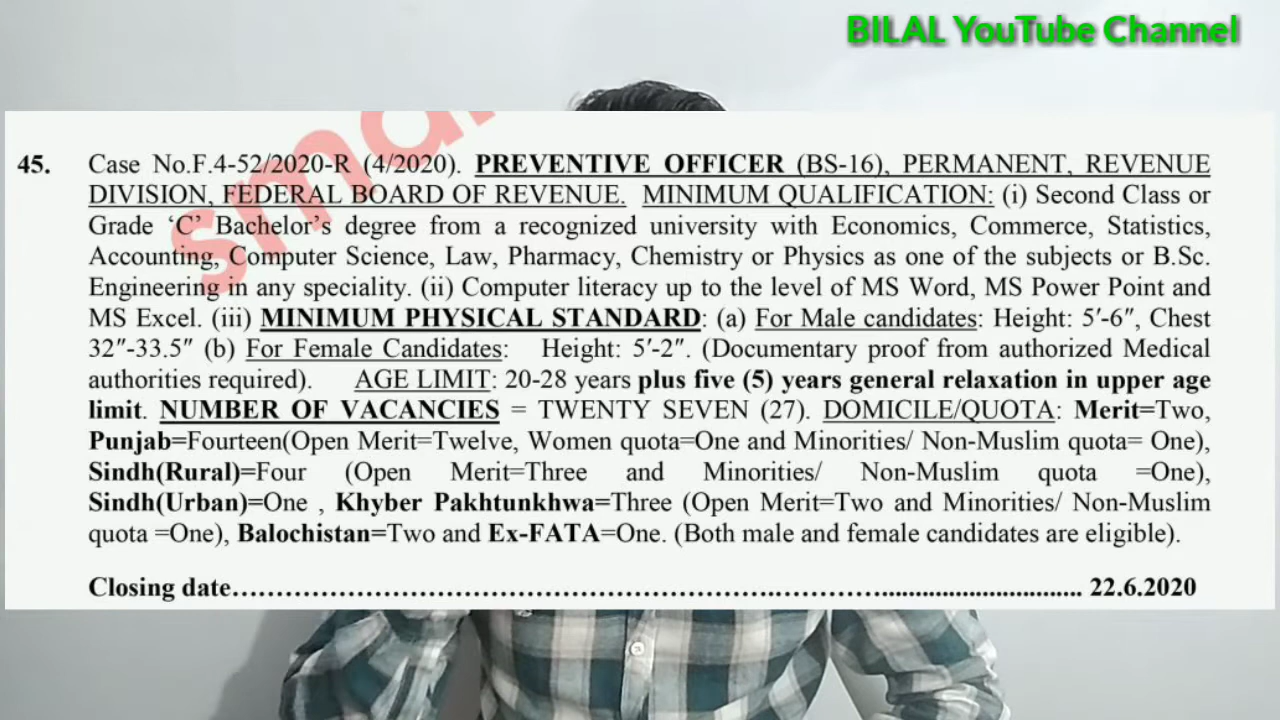 BILAL YouTube Channel
smar
45. Case No.F.4-52/2020-R (4/2020). PREVENTIVE OFFICER (BS-16), PERMANENT, REVENUE
DIVISION, FEDERAL BOARD OF REVENUE. MINIMUM QUALIFICATION: (i) Second Class or
Grade ‘C’ Bachelor’s degree from a recognized university with Economics, Commerce, Statistics,
Accounting, Computer Science, Law, Pharmacy, Chemistry or Physics as one of the subjects or B.Sc.
Engineering in any speciality. (ii) Computer literacy up to the level of MS Word, MS Power Point and
MS Excel. (iii) MINIMUM PHYSICAL STANDARD: (a) For Male candidates: Height: 5′-6″, Chest
32″-33.5″ (b) For Female Candidates: Height: 5′-2″. (Documentary proof from authorized Medical
authorities required). AGE LIMIT: 20-28 years plus five (5) years general relaxation in upper age
limit. NUMBER OF VACANCIES = TWENTY SEVEN (27). DOMICILE/QUOTA: Merit=Two,
Punjab=Fourteen(Open Merit=Twelve, Women quota=One and Minorities/ Non-Muslim quota= One),
Sindh(Rural)=Four (Open Merit=Three and Minorities/ Non-Muslim quota =One),
Sindh(Urban)=One , Khyber Pakhtunkhwa=Three (Open Merit=Two and Minorities/ Non-Muslim
quota =One), Balochistan=Two and Ex-FATA=One. (Both male and female candidates are eligible).
Closing date……………………………………………………….………….............................. 22.6.2020